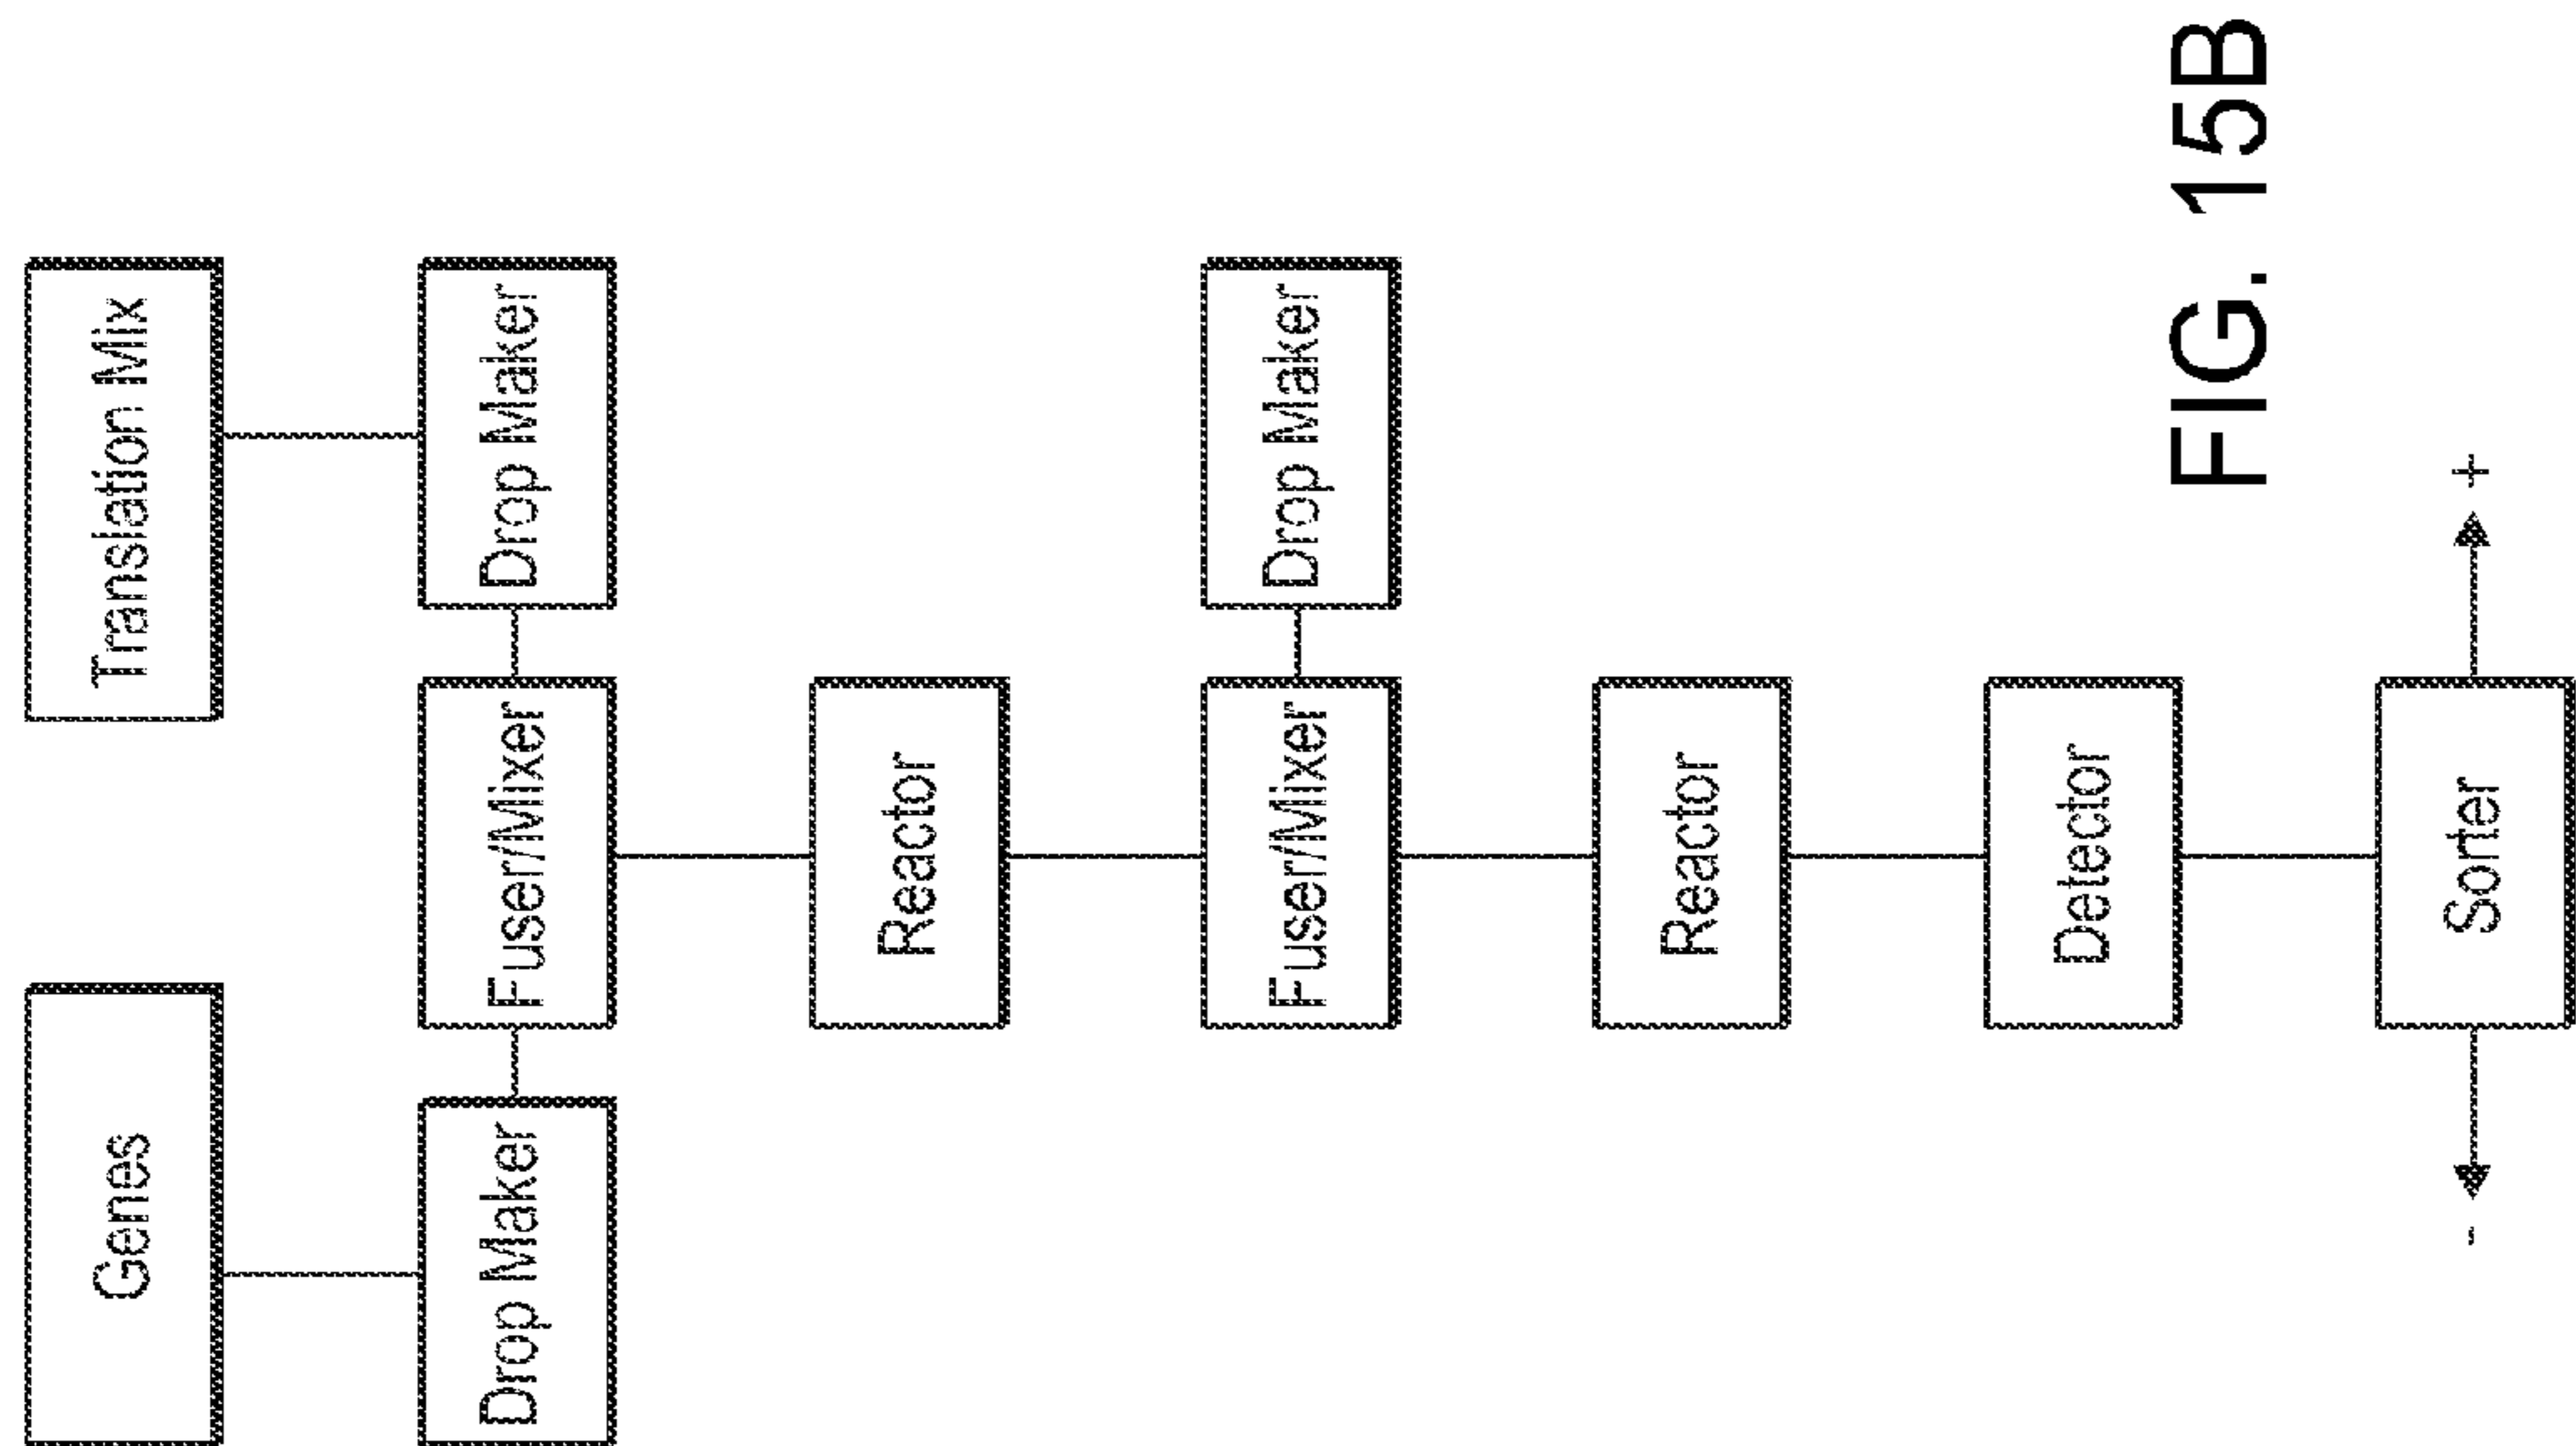 Genes
Translation Mix
Drop Maker
Fuser/Mixer
Drop Maker
Reactor
Fuser/Mixer
Drop Maker
Reactor
Detector
-
Sorter
+
FIG. 15B